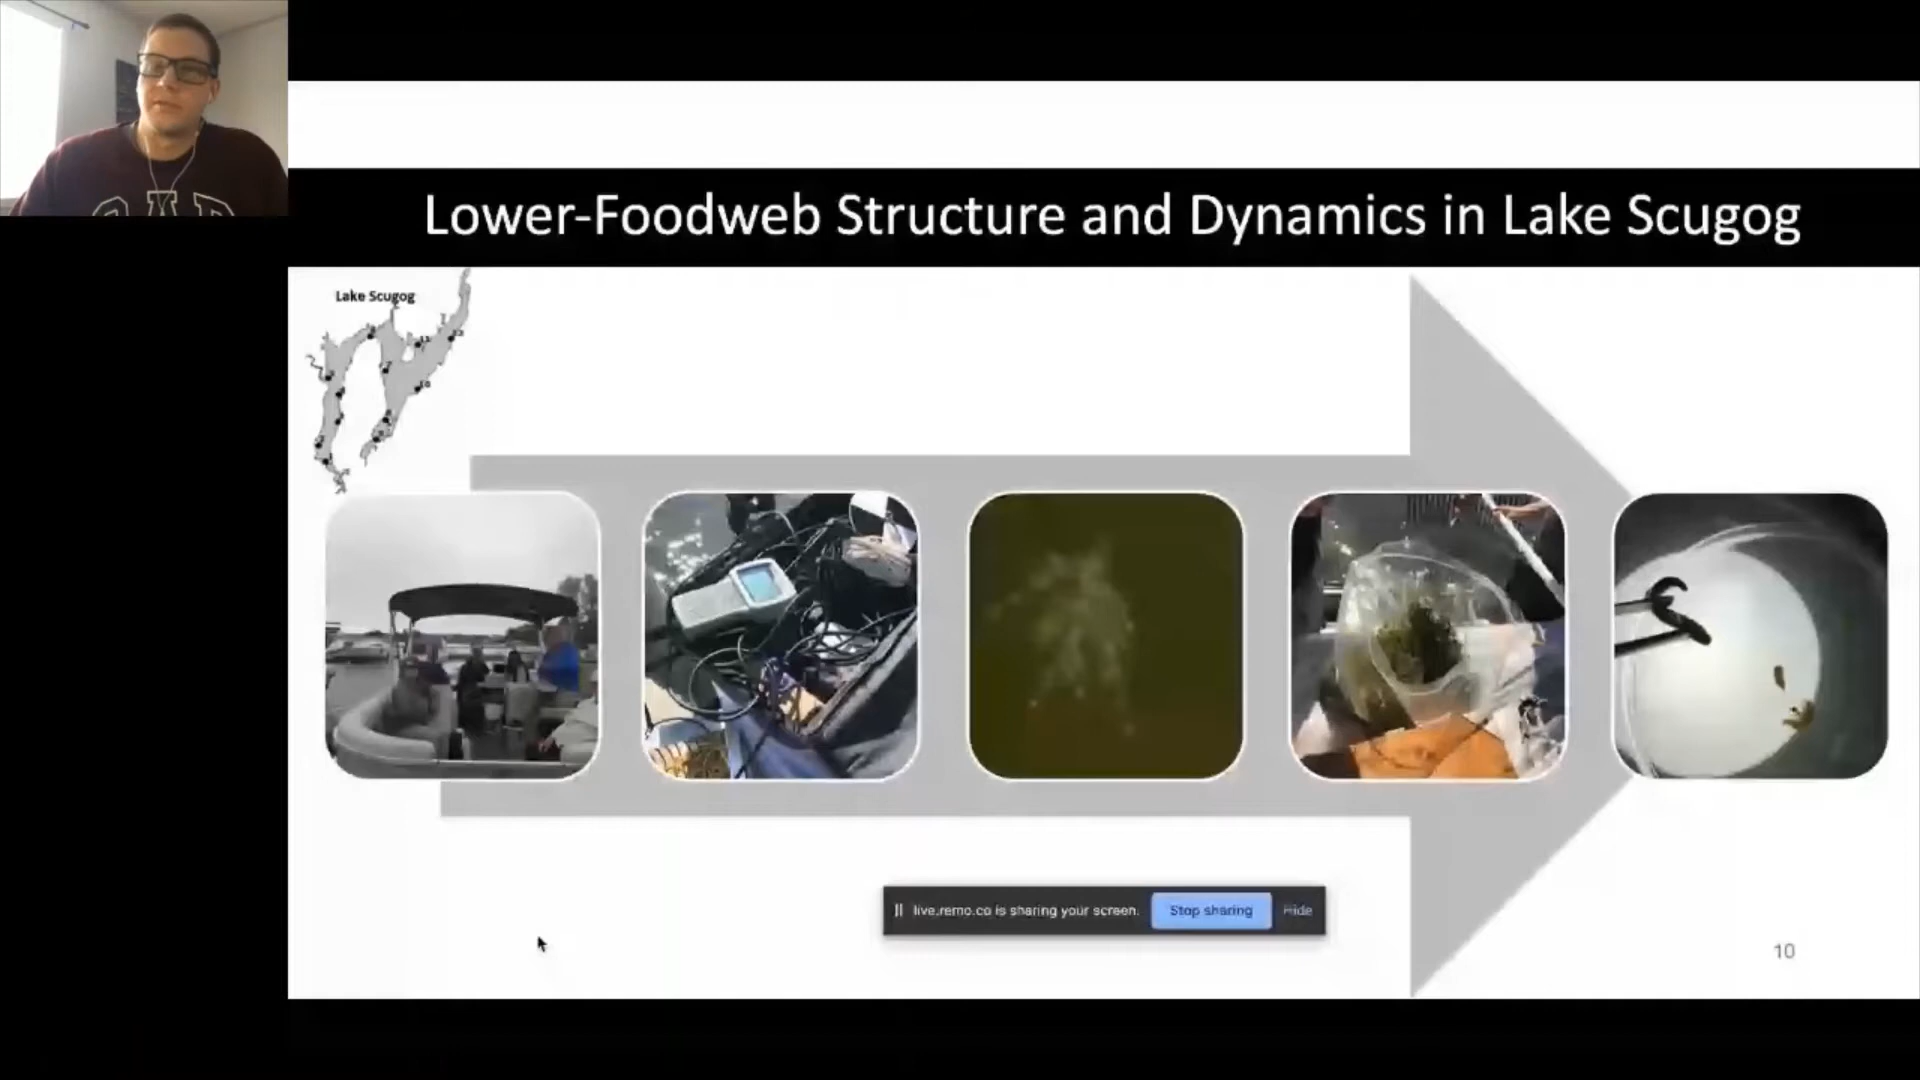 Lower-Foodweb Structure and Dynamics in Lake Scugog
Lake Scugog
GAP
live.remo.co is sharing your screen. Stop sharing Hide
10